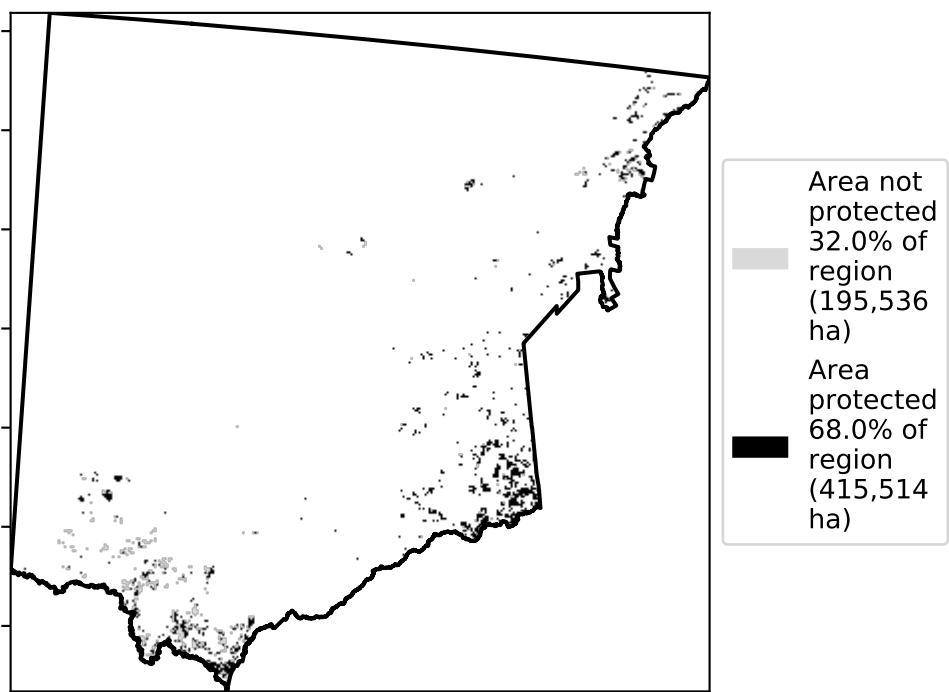 Area not
protected
32.0% of
region
(195,536
ha)
Area
protected
68.0% of
region
(415,514
ha)